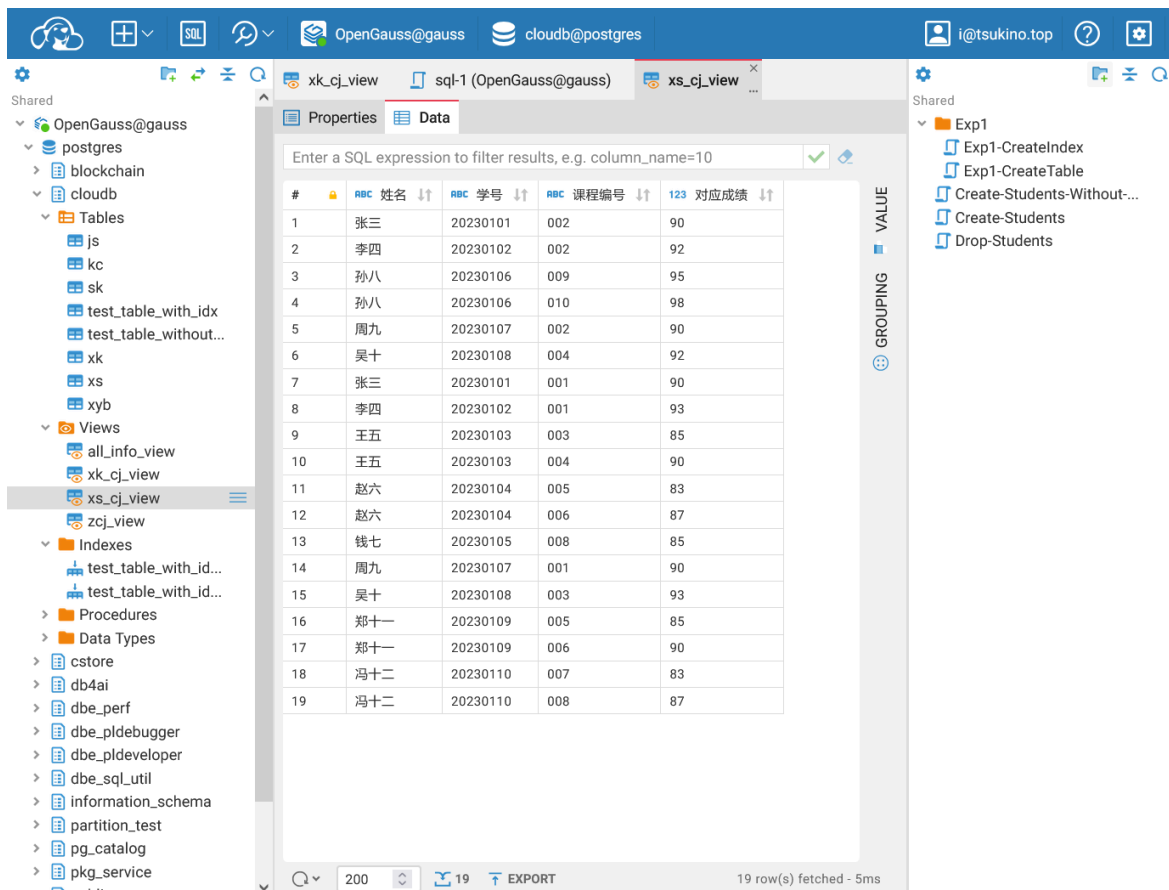 SQL
OpenGauss@gauss
cloudb@postgres
i@tsukino.top
Shared
OpenGauss@gauss
postgres
blockchain
cloudb
Tables
js
kc
sk
test_table_with_idx
test_table_without...
xk
xs
xyb
Views
all_info_view
xk_cj_view
xs_cj_view
zcj_view
Indexes
test_table_with_id...
test_table_with_id...
Procedures
Data Types
cstore
db4ai
dbe_perf
dbe_pldebugger
dbe_pldeveloper
dbe_sql_util
information_schema
partition_test
pg_catalog
pkg_service
xk_cj_view
sql-1 (OpenGauss@gauss)
xs_cj_view
Properties
Data
Enter a SQL expression to filter results, e.g. column_name=10
# ABC 姓名 ABC 学号 ABC 课程编号 123 对应成绩
1 张三 20230101 002 90
2 李四 20230102 002 92
3 孙八 20230106 009 95
4 孙八 20230106 010 98
5 周九 20230107 002 90
6 吴十 20230108 004 92
7 张三 20230101 001 90
8 李四 20230102 001 93
9 王五 20230103 003 85
10 王五 20230103 004 90
11 赵六 20230104 005 83
12 赵六 20230104 006 87
13 钱七 20230105 008 85
14 周九 20230107 001 90
15 吴十 20230108 003 93
16 郑十一 20230109 005 85
17 郑十一 20230109 006 90
18 冯十二 20230110 007 83
19 冯十二 20230110 008 87
VALUE
GROUPING
200
19
EXPORT
19 row(s) fetched - 5ms
Shared
Exp1
Exp1-CreateIndex
Exp1-CreateTable
Create-Students-Without-...
Create-Students
Drop-Students